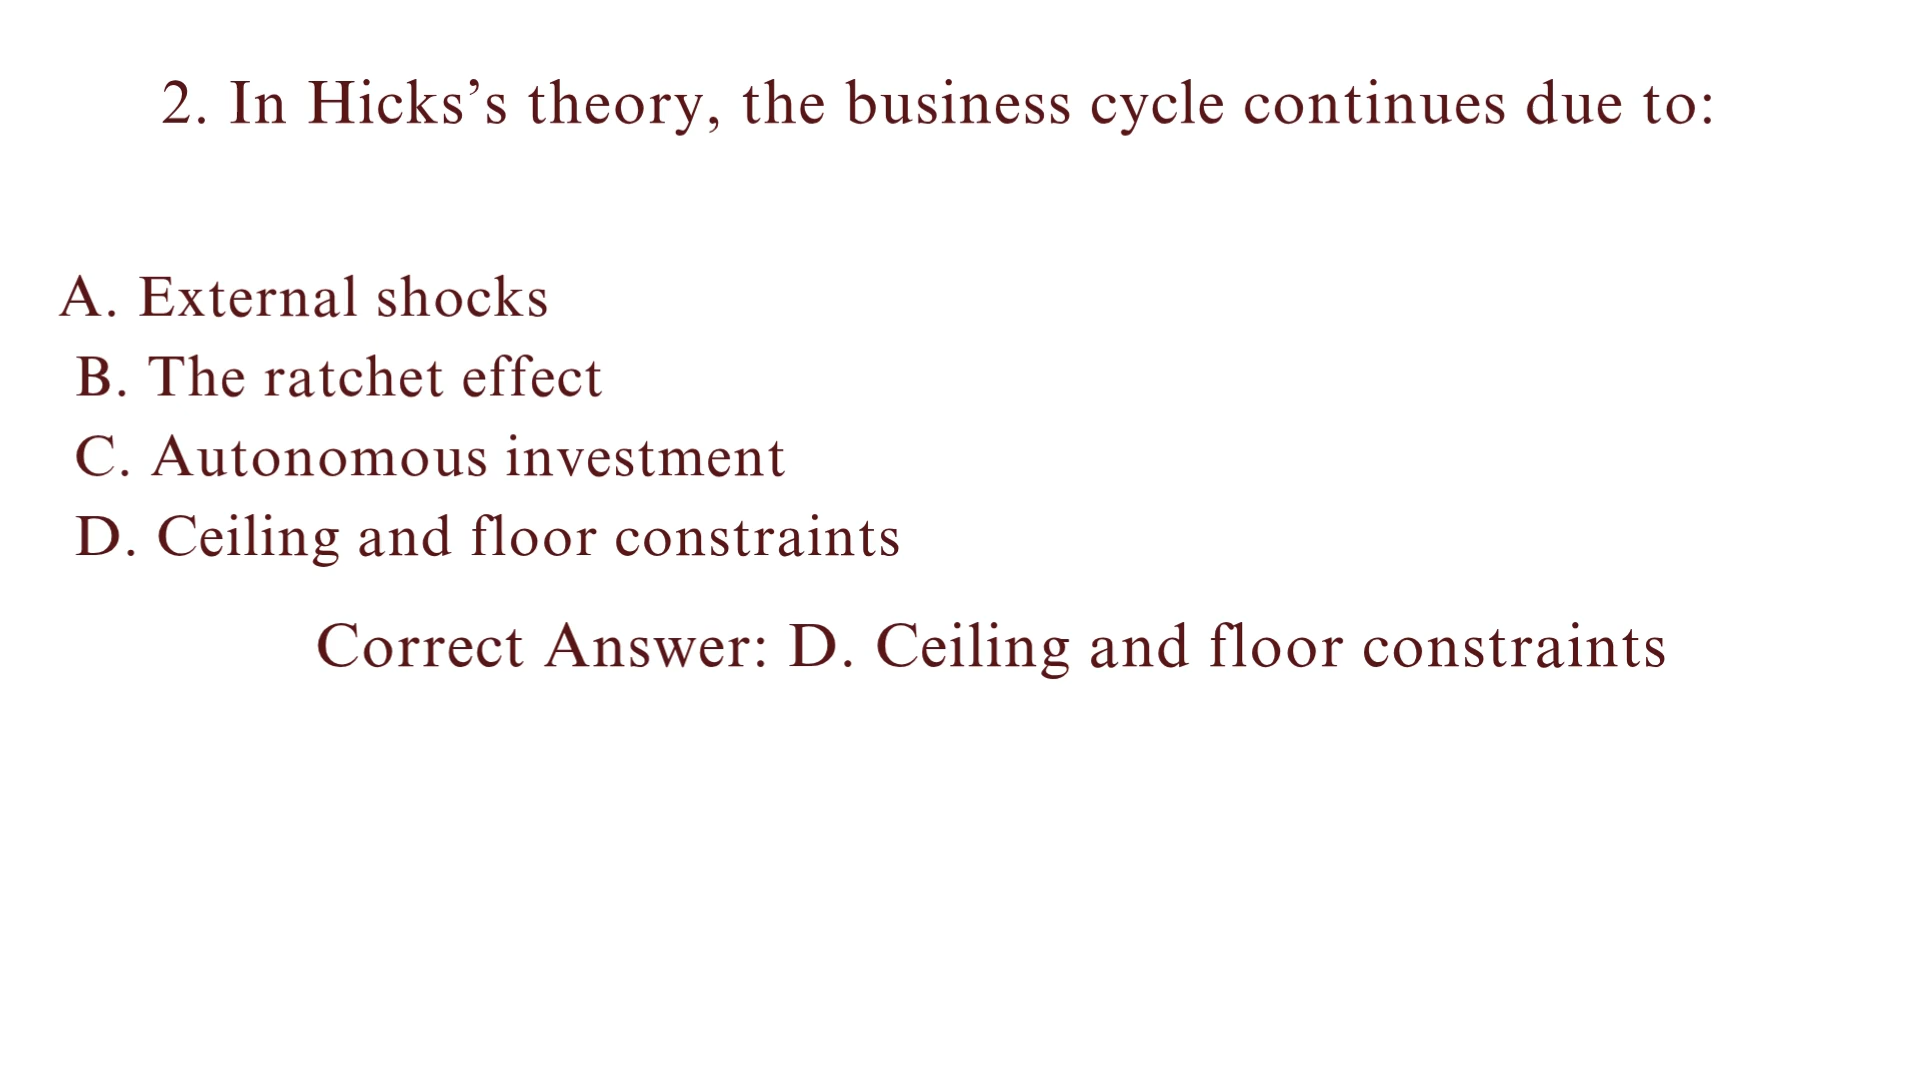 2. In Hicks’s theory, the business cycle continues due to:
A. External shocks
B. The ratchet effect
C. Autonomous investment
D. Ceiling and floor constraints
Correct Answer: D. Ceiling and floor constraints